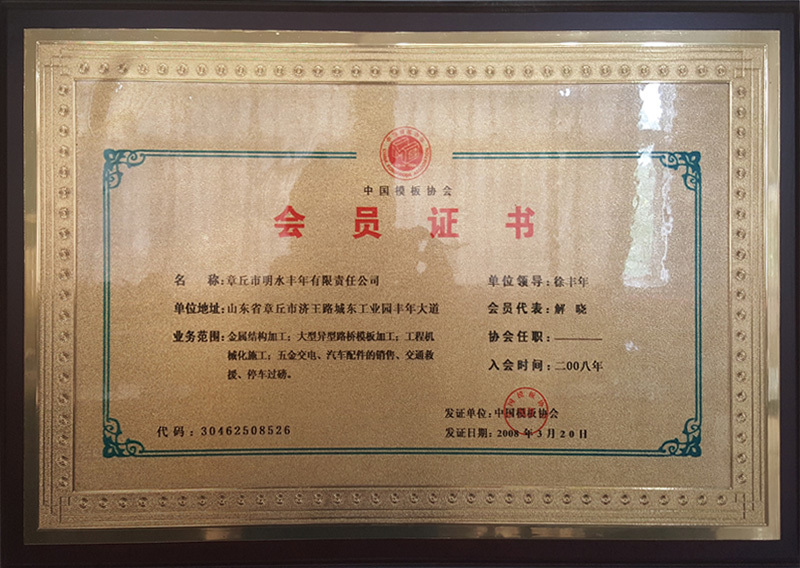 中国模板协会
会员证书
名 称:章丘市明水丰年有限责任公司
单位地址:山东省章丘市济王路城东工业园丰年大道
业务范围:金属结构加工;大型异型路桥模板加工;工程机
械化施工;五金交电、汽车配件的销售、交通救
援、停车过磅。
代码:30462508526
单位领导:徐丰年
会员代表:解 晓
协会任职:
入会时间:二00八年
发证单位:中国模板协会
发证日期:2008年3月20日